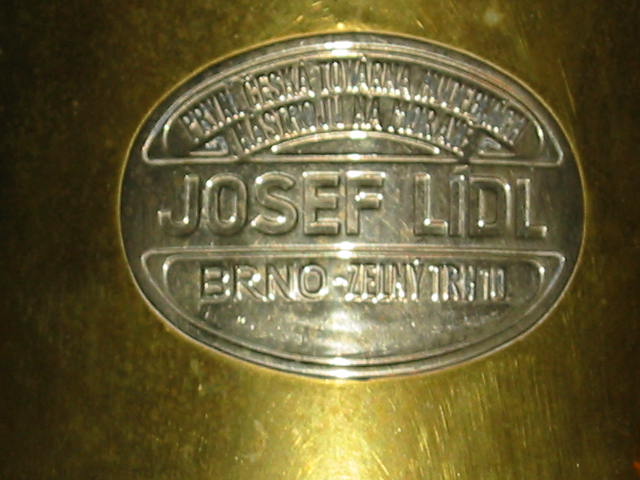 PRVNÍ ČESKÁ TOVÁRNA HUDEBNÍCH
NÁSTROJŮ NA MORAVĚ
JOSEF LÍDL
BRNO - ZELNÝ TRH 10